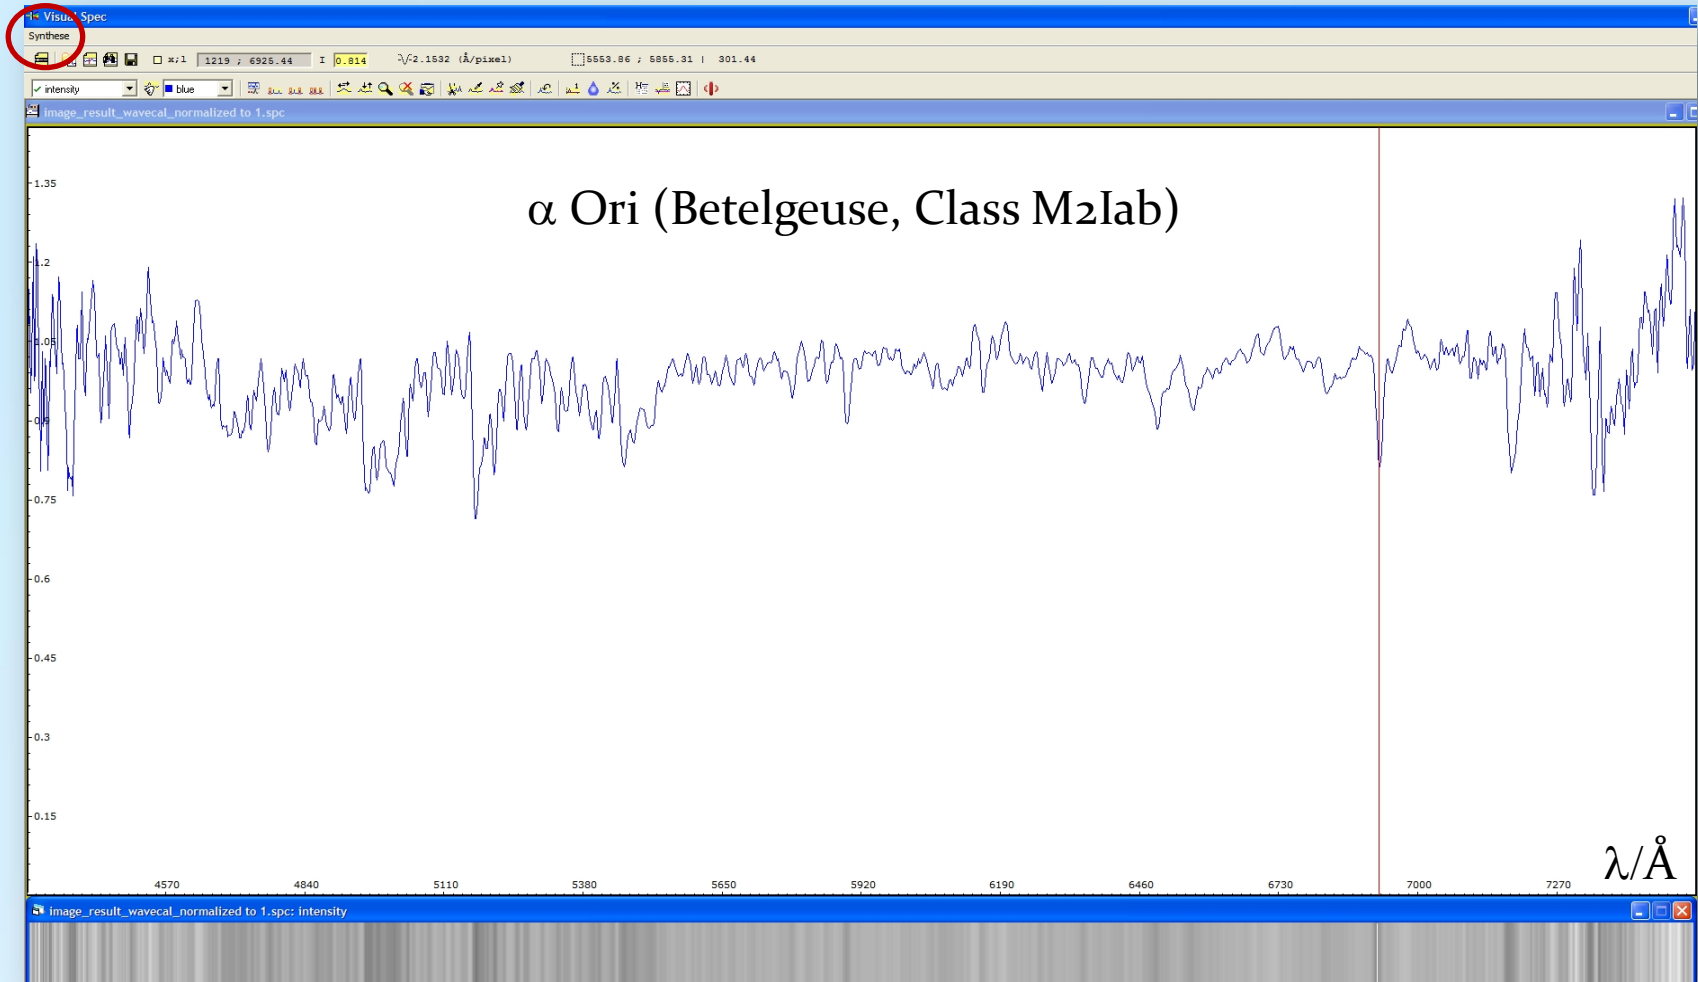 Visual Spec
Synthese
x;l 1219 ; 6925.44 I 0.814 2.1532 (Å/pixel) 5553.86 ; 5855.31 | 301.44
intensity blue
image_result_wavecal_normalized to 1.spc
α Ori (Betelgeuse, Class M2Iab)
1.35
1.2
1.05
0.9
0.75
0.6
0.45
0.3
0.15
λ/Å
4570 4840 5110 5380 5650 5920 6190 6460 6730 7000 7270
image_result_wavecal_normalized to 1.spc: intensity